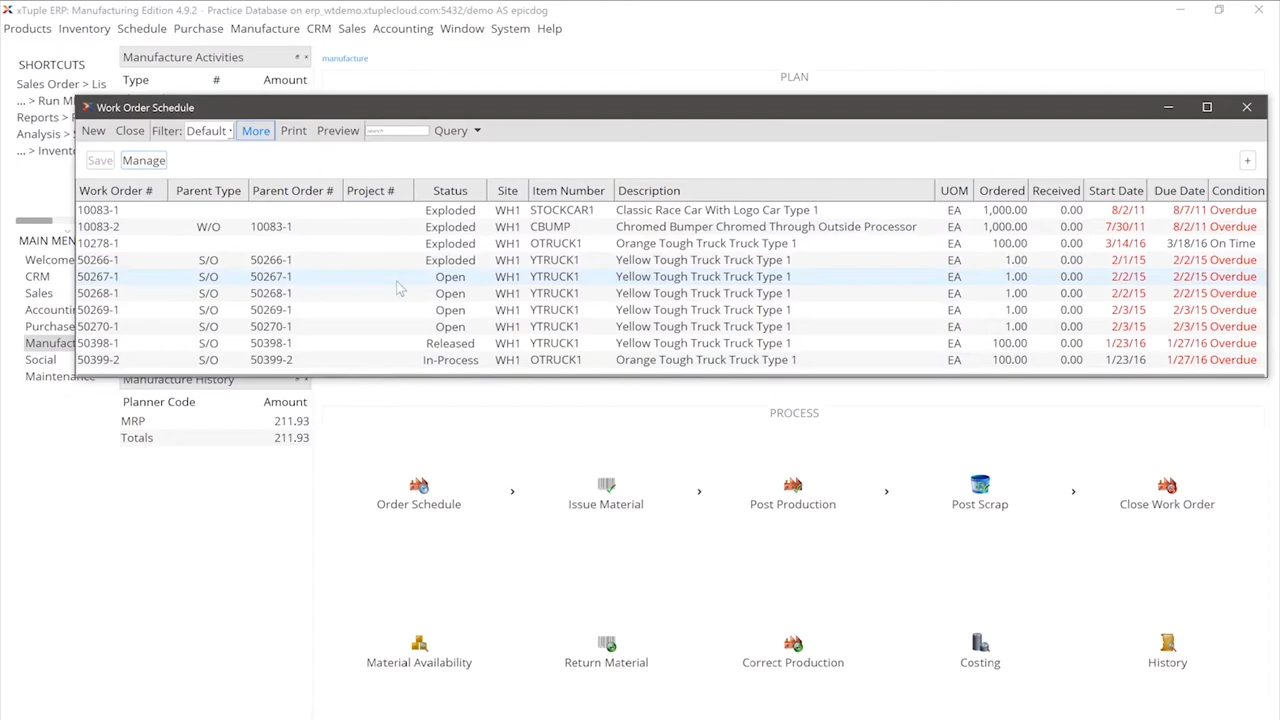 xTuple ERP: Manufacturing Edition 4.9.2 - Practice Database on erp_wtdemo.xtuplecloud.com:5432/demo AS epicdog
Products Inventory Schedule Purchase Manufacture CRM Sales Accounting Window System Help
SHORTCUTS
Sales Order > Lis
... > Run M
Reports >
Analysis >
... > Invento
MAIN MEN
Welcome
CRM
Sales
Accounti
Purchase
Manufact
Social
Maintenance
Manufacture Activities
Type # Amount
manufacture
PLAN
Work Order Schedule
New Close Filter: Default More Print Preview search Query
Save Manage +
Work Order # Parent Type Parent Order # Project # Status Site Item Number Description UOM Ordered Received Start Date Due Date Condition
10083-1 Exploded WH1 STOCKCAR1 Classic Race Car With Logo Car Type 1 EA 1,000.00 0.00 8/2/11 8/7/11 Overdue
10083-2 W/O 10083-1 Exploded WH1 CBUMP Chromed Bumper Chromed Through Outside Processor EA 1,000.00 0.00 7/30/11 8/2/11 Overdue
10278-1 Exploded WH1 OTRUCK1 Orange Tough Truck Truck Type 1 EA 100.00 0.00 3/14/16 3/18/16 On Time
50266-1 S/O 50266-1 Exploded WH1 YTRUCK1 Yellow Tough Truck Truck Type 1 EA 1.00 0.00 2/1/15 2/2/15 Overdue
50267-1 S/O 50267-1 Open WH1 YTRUCK1 Yellow Tough Truck Truck Type 1 EA 1.00 0.00 2/2/15 2/2/15 Overdue
50268-1 S/O 50268-1 Open WH1 YTRUCK1 Yellow Tough Truck Truck Type 1 EA 1.00 0.00 2/2/15 2/2/15 Overdue
50269-1 S/O 50269-1 Open WH1 YTRUCK1 Yellow Tough Truck Truck Type 1 EA 1.00 0.00 2/3/15 2/3/15 Overdue
50270-1 S/O 50270-1 Open WH1 YTRUCK1 Yellow Tough Truck Truck Type 1 EA 1.00 0.00 2/3/15 2/3/15 Overdue
50398-1 S/O 50398-1 Released WH1 YTRUCK1 Yellow Tough Truck Truck Type 1 EA 100.00 0.00 1/23/16 1/27/16 Overdue
50399-2 S/O 50399-2 In-Process WH1 OTRUCK1 Orange Tough Truck Truck Type 1 EA 100.00 0.00 1/23/16 1/27/16 Overdue
Manufacture History
Planner Code Amount
MRP 211.93
Totals 211.93
PROCESS
Order Schedule > Issue Material > Post Production > Post Scrap > Close Work Order
Material Availability Return Material Correct Production Costing History